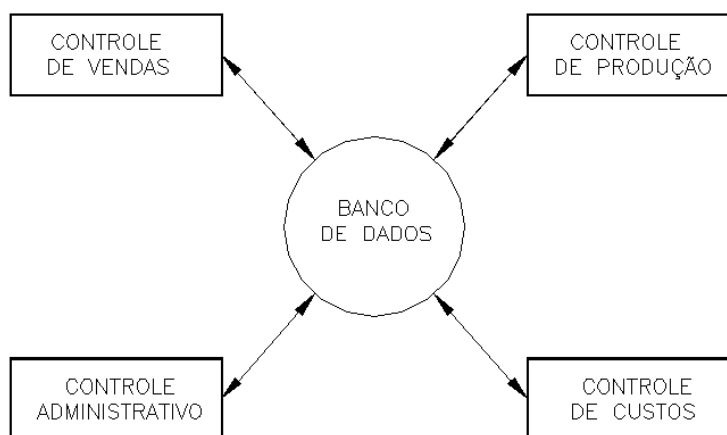 CONTROLE
DE VENDAS
CONTROLE
DE PRODUÇÃO
BANCO
DE DADOS
CONTROLE
ADMINISTRATIVO
CONTROLE
DE CUSTOS